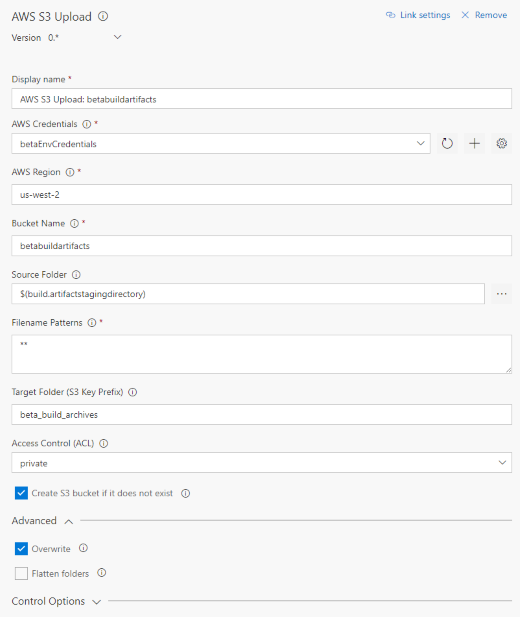 AWS S3 Upload
Link settings
Remove
Version 0.*
Display name *
AWS S3 Upload: betabuildartifacts
AWS Credentials *
betaEnvCredentials
AWS Region *
us-west-2
Bucket Name *
betabuildartifacts
Source Folder
$(build.artifactstagingdirectory)
Filename Patterns *
**
Target Folder (S3 Key Prefix)
beta_build_archives
Access Control (ACL)
private
Create S3 bucket if it does not exist
Advanced
Overwrite
Flatten folders
Control Options